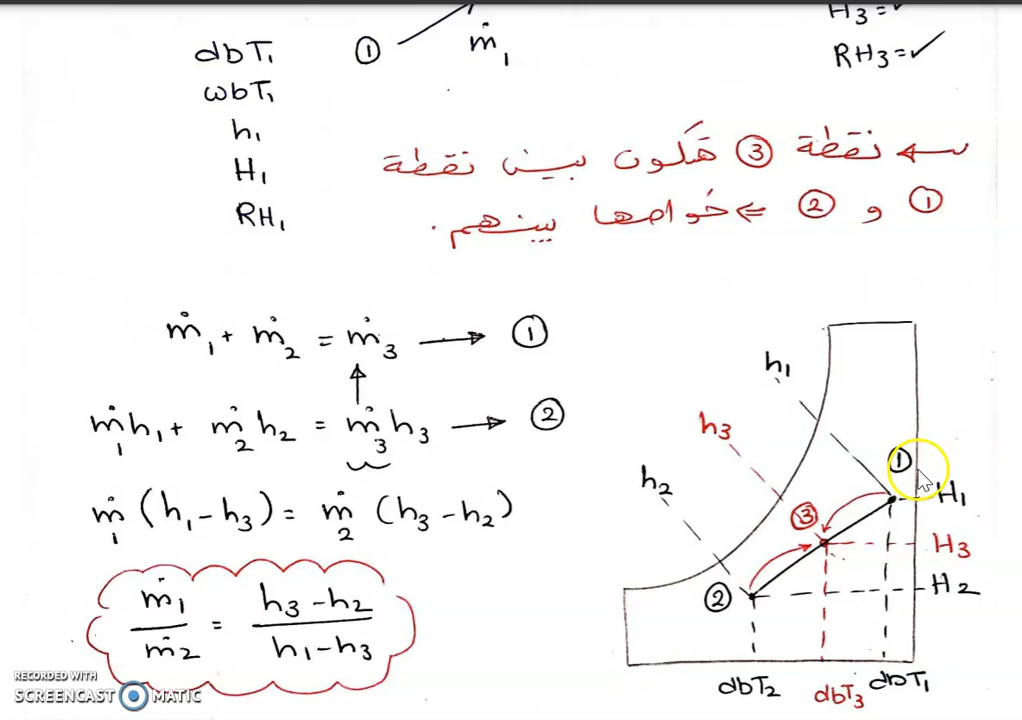 H3 = ✓
dbT1 ① ṁ1 RH3 = ✓
wbT1
h1
H1
RH1
← نقطة ③ هتكون بين نقطة
① و ② ⇐ خواصها بينهم.
ṁ1 + ṁ2 = ṁ3 → ①
ṁ1h1 + ṁ2h2 = ṁ3h3 → ②
ṁ1 (h1 - h3) = ṁ2 (h3 - h2)
ṁ1/ṁ2 = (h3 - h2)/(h1 - h3)
h1
h3
h2
①
③
②
H1
H3
H2
dbT2 dbT3 dbT1
RECORDED WITH
SCREENCAST MATIC